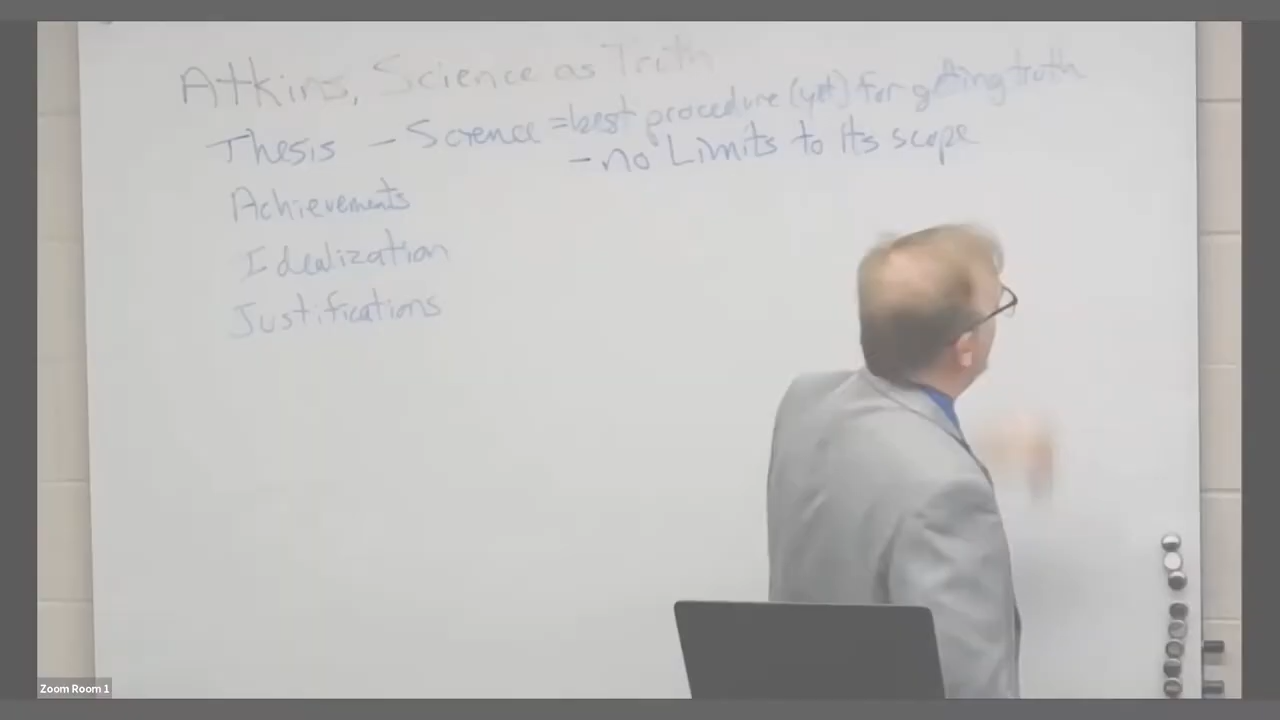 Atkins, Science as Truth
Thesis – Science = best procedure (yet) for getting truth
– no Limits to its scope
Achievements
Idealization
Justifications
Zoom Room 1